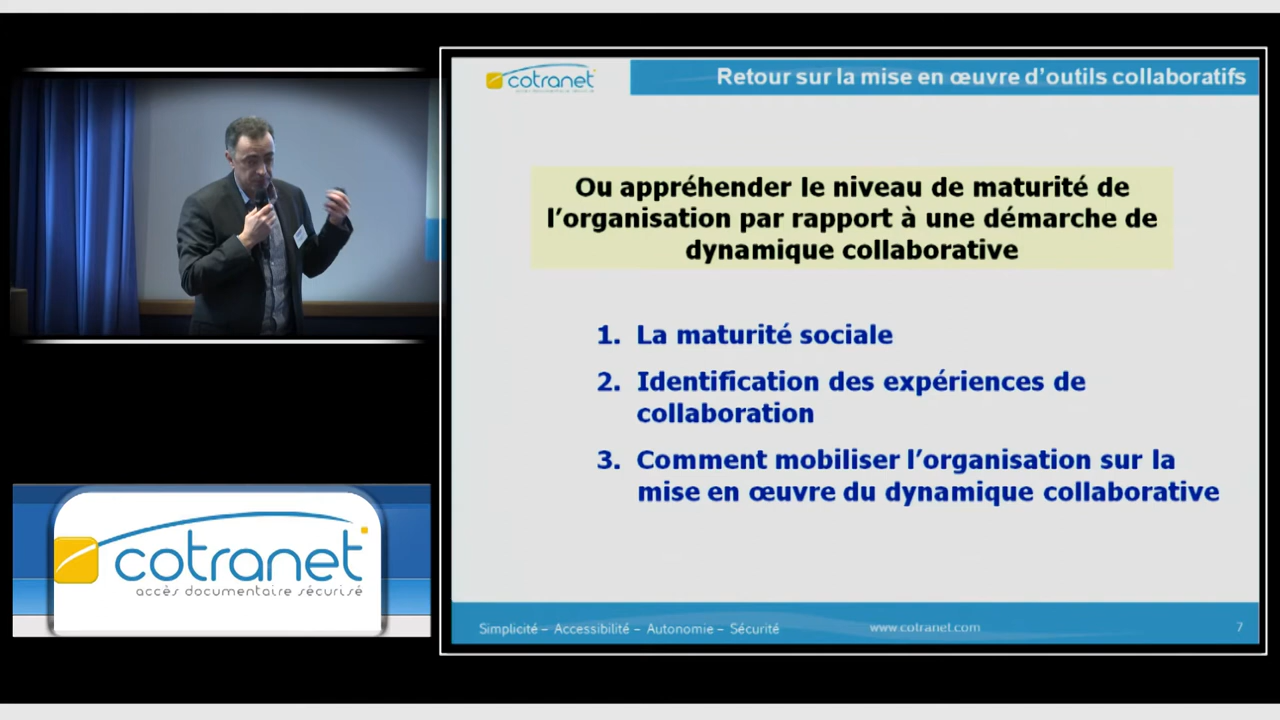 cotranet
Retour sur la mise en œuvre d'outils collaboratifs
Ou appréhender le niveau de maturité de
l'organisation par rapport à une démarche de
dynamique collaborative
1. La maturité sociale
2. Identification des expériences de
collaboration
3. Comment mobiliser l'organisation sur la
mise en œuvre du dynamique collaborative
Simplicité – Accessibilité – Autonomie – Sécurité
www.cotranet.com
7
cotranet
accès documentaire sécurisé